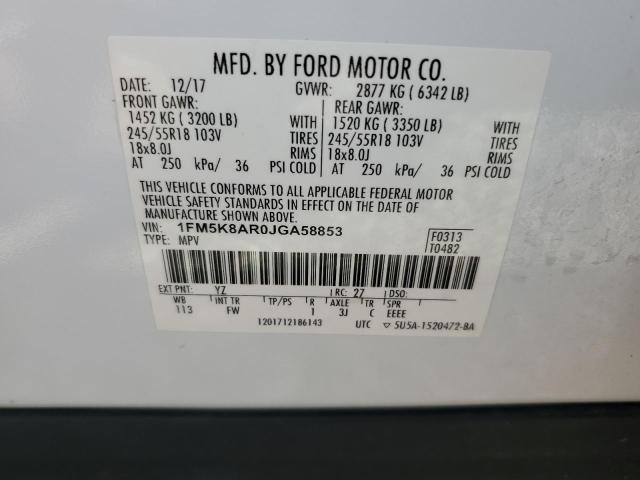 MFD. BY FORD MOTOR CO.
DATE: 12/17 GVWR: 2877 KG ( 6342 LB)
FRONT GAWR: REAR GAWR:
1452 KG ( 3200 LB) WITH 1520 KG ( 3350 LB) WITH
245/55R18 103V TIRES 245/55R18 103V TIRES
18x8.0J RIMS 18x8.0J RIMS
AT 250 kPa/ 36 PSI COLD AT 250 kPa/ 36 PSI COLD
THIS VEHICLE CONFORMS TO ALL APPLICABLE FEDERAL MOTOR
VEHICLE SAFETY STANDARDS IN EFFECT ON THE DATE OF
MANUFACTURE SHOWN ABOVE.
VIN: 1FM5K8AR0JGA58853 F0313
TYPE: MPV T0482
EXT PNT: YZ RC: 27 DSO:
WB INT TR TP/PS R AXLE TR SPR
113 FW 1 3J C EEEE
1201712186143 UTC ▽ 5U5A-1520472-BA